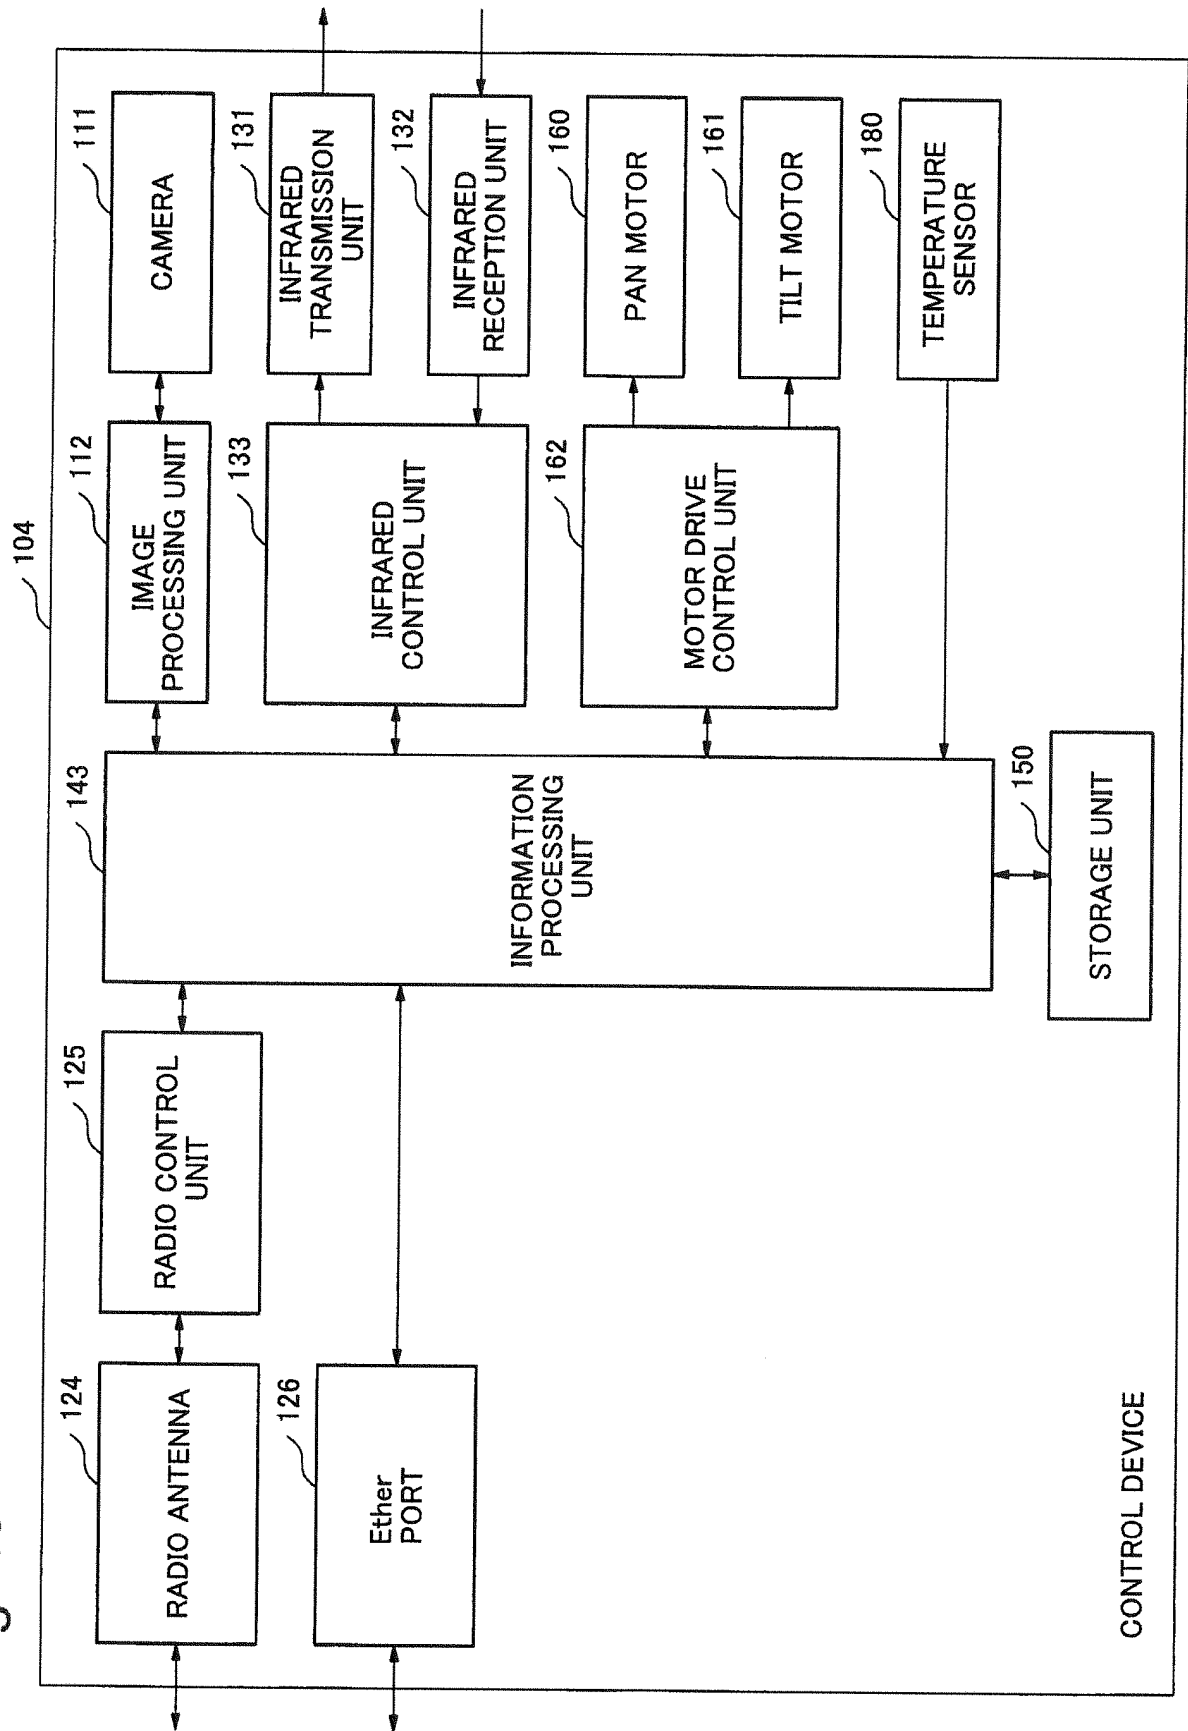 104
124
RADIO ANTENNA
125
RADIO CONTROL
UNIT
126
Ether
PORT
143
INFORMATION
PROCESSING
UNIT
150
STORAGE UNIT
112
IMAGE
PROCESSING UNIT
111
CAMERA
133
INFRARED
CONTROL UNIT
131
INFRARED
TRANSMISSION
UNIT
132
INFRARED
RECEPTION UNIT
162
MOTOR DRIVE
CONTROL UNIT
160
PAN MOTOR
161
TILT MOTOR
180
TEMPERATURE
SENSOR
CONTROL DEVICE